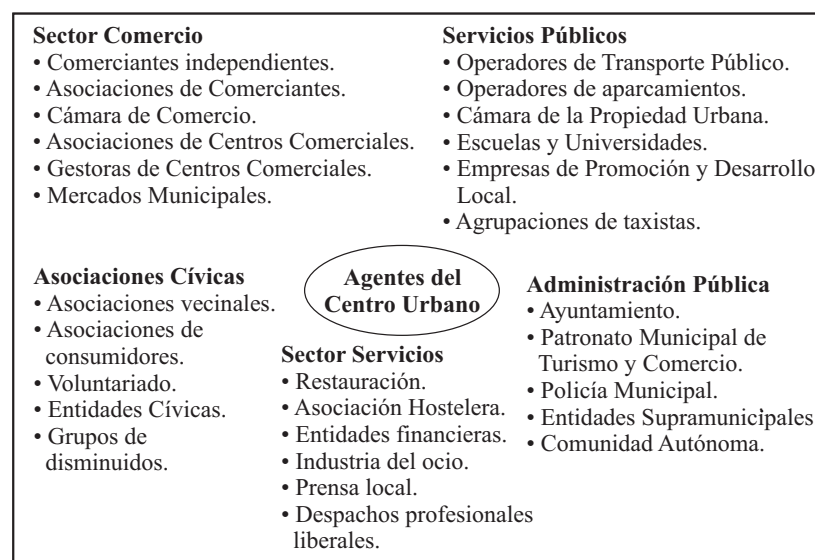 Sector Comercio
• Comerciantes independientes.
• Asociaciones de Comerciantes.
• Cámara de Comercio.
• Asociaciones de Centros Comerciales.
• Gestoras de Centros Comerciales.
• Mercados Municipales.
Servicios Públicos
• Operadores de Transporte Público.
• Operadores de aparcamientos.
• Cámara de la Propiedad Urbana.
• Escuelas y Universidades.
• Empresas de Promoción y Desarrollo
Local.
• Agrupaciones de taxistas.
Asociaciones Cívicas
• Asociaciones vecinales.
• Asociaciones de
consumidores.
• Voluntariado.
• Entidades Cívicas.
• Grupos de
disminuidos.
Agentes del
Centro Urbano
Sector Servicios
• Restauración.
• Asociación Hostelera.
• Entidades financieras.
• Industria del ocio.
• Prensa local.
• Despachos profesionales
liberales.
Administración Pública
• Ayuntamiento.
• Patronato Municipal de
Turismo y Comercio.
• Policía Municipal.
• Entidades Supramunicipales.
• Comunidad Autónoma.